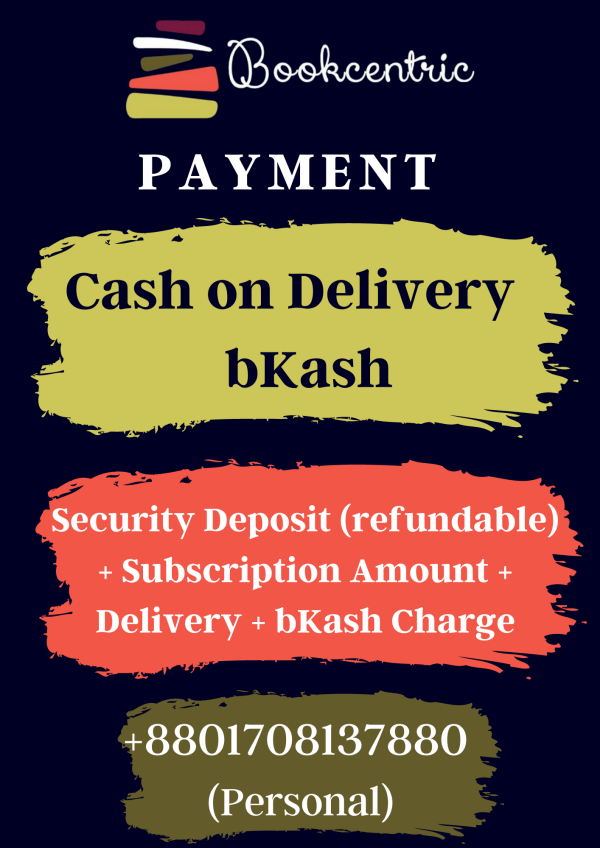 Bookcentric
PAYMENT
Cash on Delivery
bKash
Security Deposit (refundable)
+ Subscription Amount +
Delivery + bKash Charge
+8801708137880
(Personal)